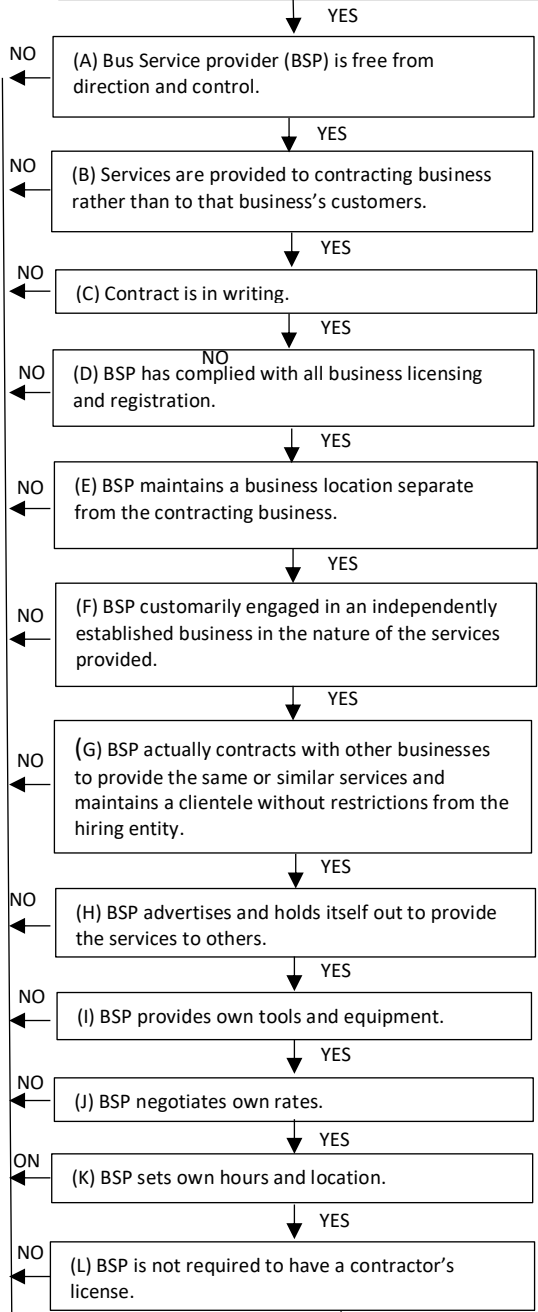 YES
NO
(A) Bus Service provider (BSP) is free from
direction and control.
YES
NO
(B) Services are provided to contracting business
rather than to that business’s customers.
YES
NO
(C) Contract is in writing.
YES
NO
NO
(D) BSP has complied with all business licensing
and registration.
YES
NO
(E) BSP maintains a business location separate
from the contracting business.
YES
NO
(F) BSP customarily engaged in an independently
established business in the nature of the services
provided.
YES
NO
(G) BSP actually contracts with other businesses
to provide the same or similar services and
maintains a clientele without restrictions from the
hiring entity.
YES
NO
(H) BSP advertises and holds itself out to provide
the services to others.
YES
NO
(I) BSP provides own tools and equipment.
YES
NO
(J) BSP negotiates own rates.
YES
ON
(K) BSP sets own hours and location.
YES
NO
(L) BSP is not required to have a contractor’s
license.